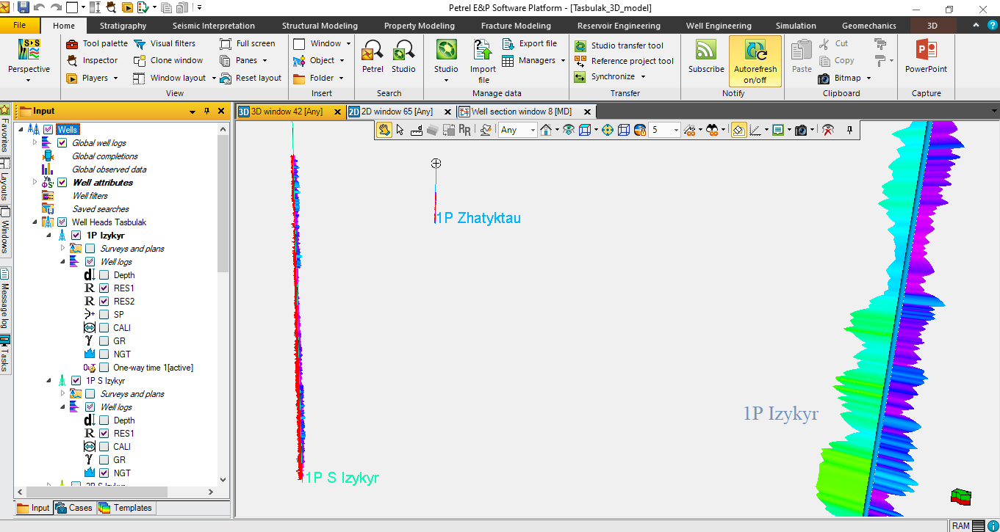 Petrel E&P Software Platform - [Tasbulak_3D_model]
File Home Stratigraphy Seismic Interpretation Structural Modeling Property Modeling Fracture Modeling Reservoir Engineering Well Engineering Simulation Geomechanics 3D
Perspective
Tool palette Visual filters Full screen
Inspector Clone window Panes
Players Window layout Reset layout
View
Window
Object
Folder
Insert
Petrel Studio
Search
Studio
Import
file
Export file
Managers
Manage data
Studio transfer tool
Reference project tool
Synchronize
Transfer
Subscribe
Autorefresh
on/off
Notify
Paste
Cut
Copy
Bitmap
Clipboard
PowerPoint
Capture
Favorites
Layouts
Windows
Message log
Tasks
Input
Wells
Global well logs
Global completions
Global observed data
Well attributes
Well filters
Saved searches
Well Heads Tasbulak
1P Izykyr
Surveys and plans
Well logs
Depth
RES1
RES2
SP
CALI
GR
NGT
One-way time 1[active]
1P S Izykyr
Surveys and plans
Well logs
Depth
RES1
CALI
GR
NGT
Input Cases Templates
3D 3D window 42 [Any] 2D 2D window 65 [Any] Well section window 8 [MD]
Any 5
1P Zhatyktau
1P Izykyr
1P S Izykyr
RAM